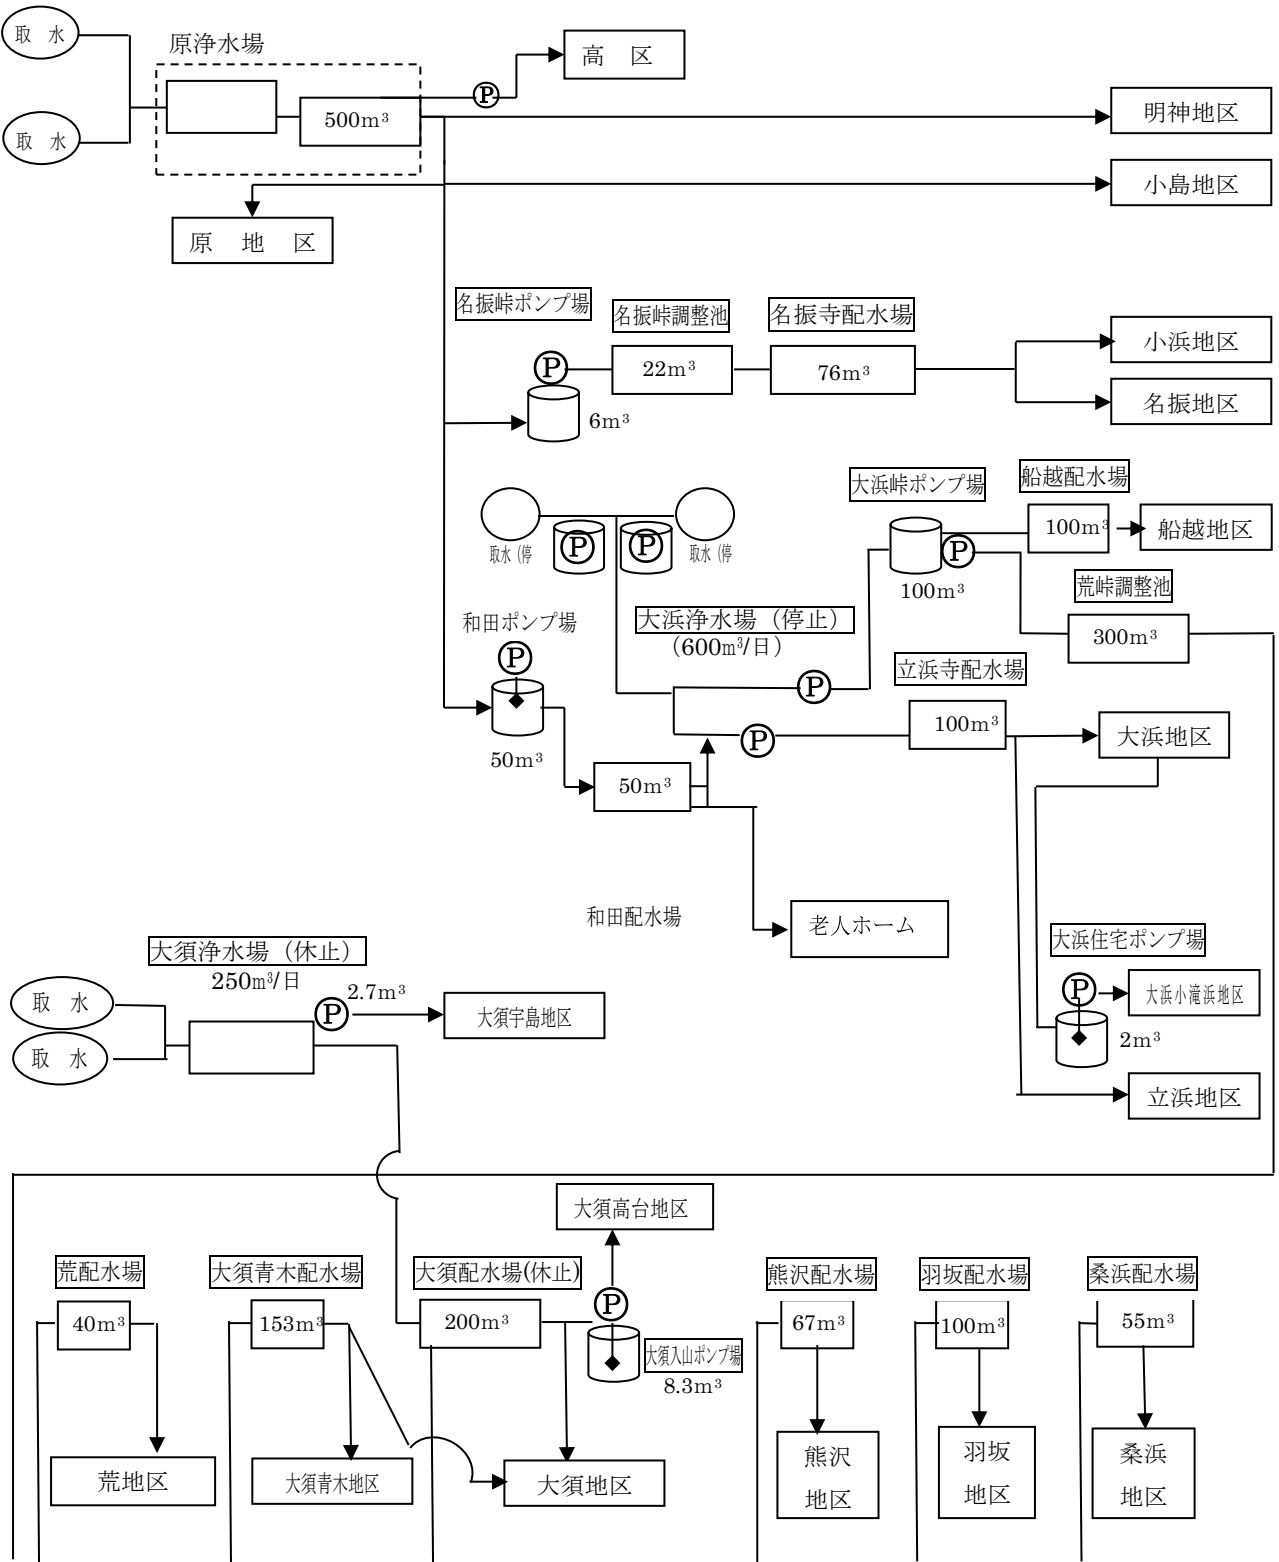 取 水
原浄水場
高 区
P
500m³
明神地区
取 水
小島地区
原 地 区
名振峠ポンプ場
名振峠調整池
名振寺配水場
小浜地区
P
22m³
76m³
名振地区
6m³
大浜峠ポンプ場
船越配水場
100m³
船越地区
取水（停
P
P
取水（停
P
100m³
荒峠調整池
和田ポンプ場
大浜浄水場（停止）
（600㎥/日）
300m³
P
立浜寺配水場
P
100m³
大浜地区
P
50m³
50m³
和田配水場
老人ホーム
大浜住宅ポンプ場
大須浄水場（休止）
250㎥/日
2.7m³
取 水
P
大須宇島地区
P
大浜小滝浜地区
取 水
2m³
立浜地区
大須高台地区
荒配水場
大須青木配水場
大須配水場(休止)
熊沢配水場
羽坂配水場
桑浜配水場
P
40m³
153m³
200m³
67m³
100m³
55m³
大須入山ポンプ場
8.3m³
荒地区
大須青木地区
大須地区
熊沢
地区
羽坂
地区
桑浜
地区